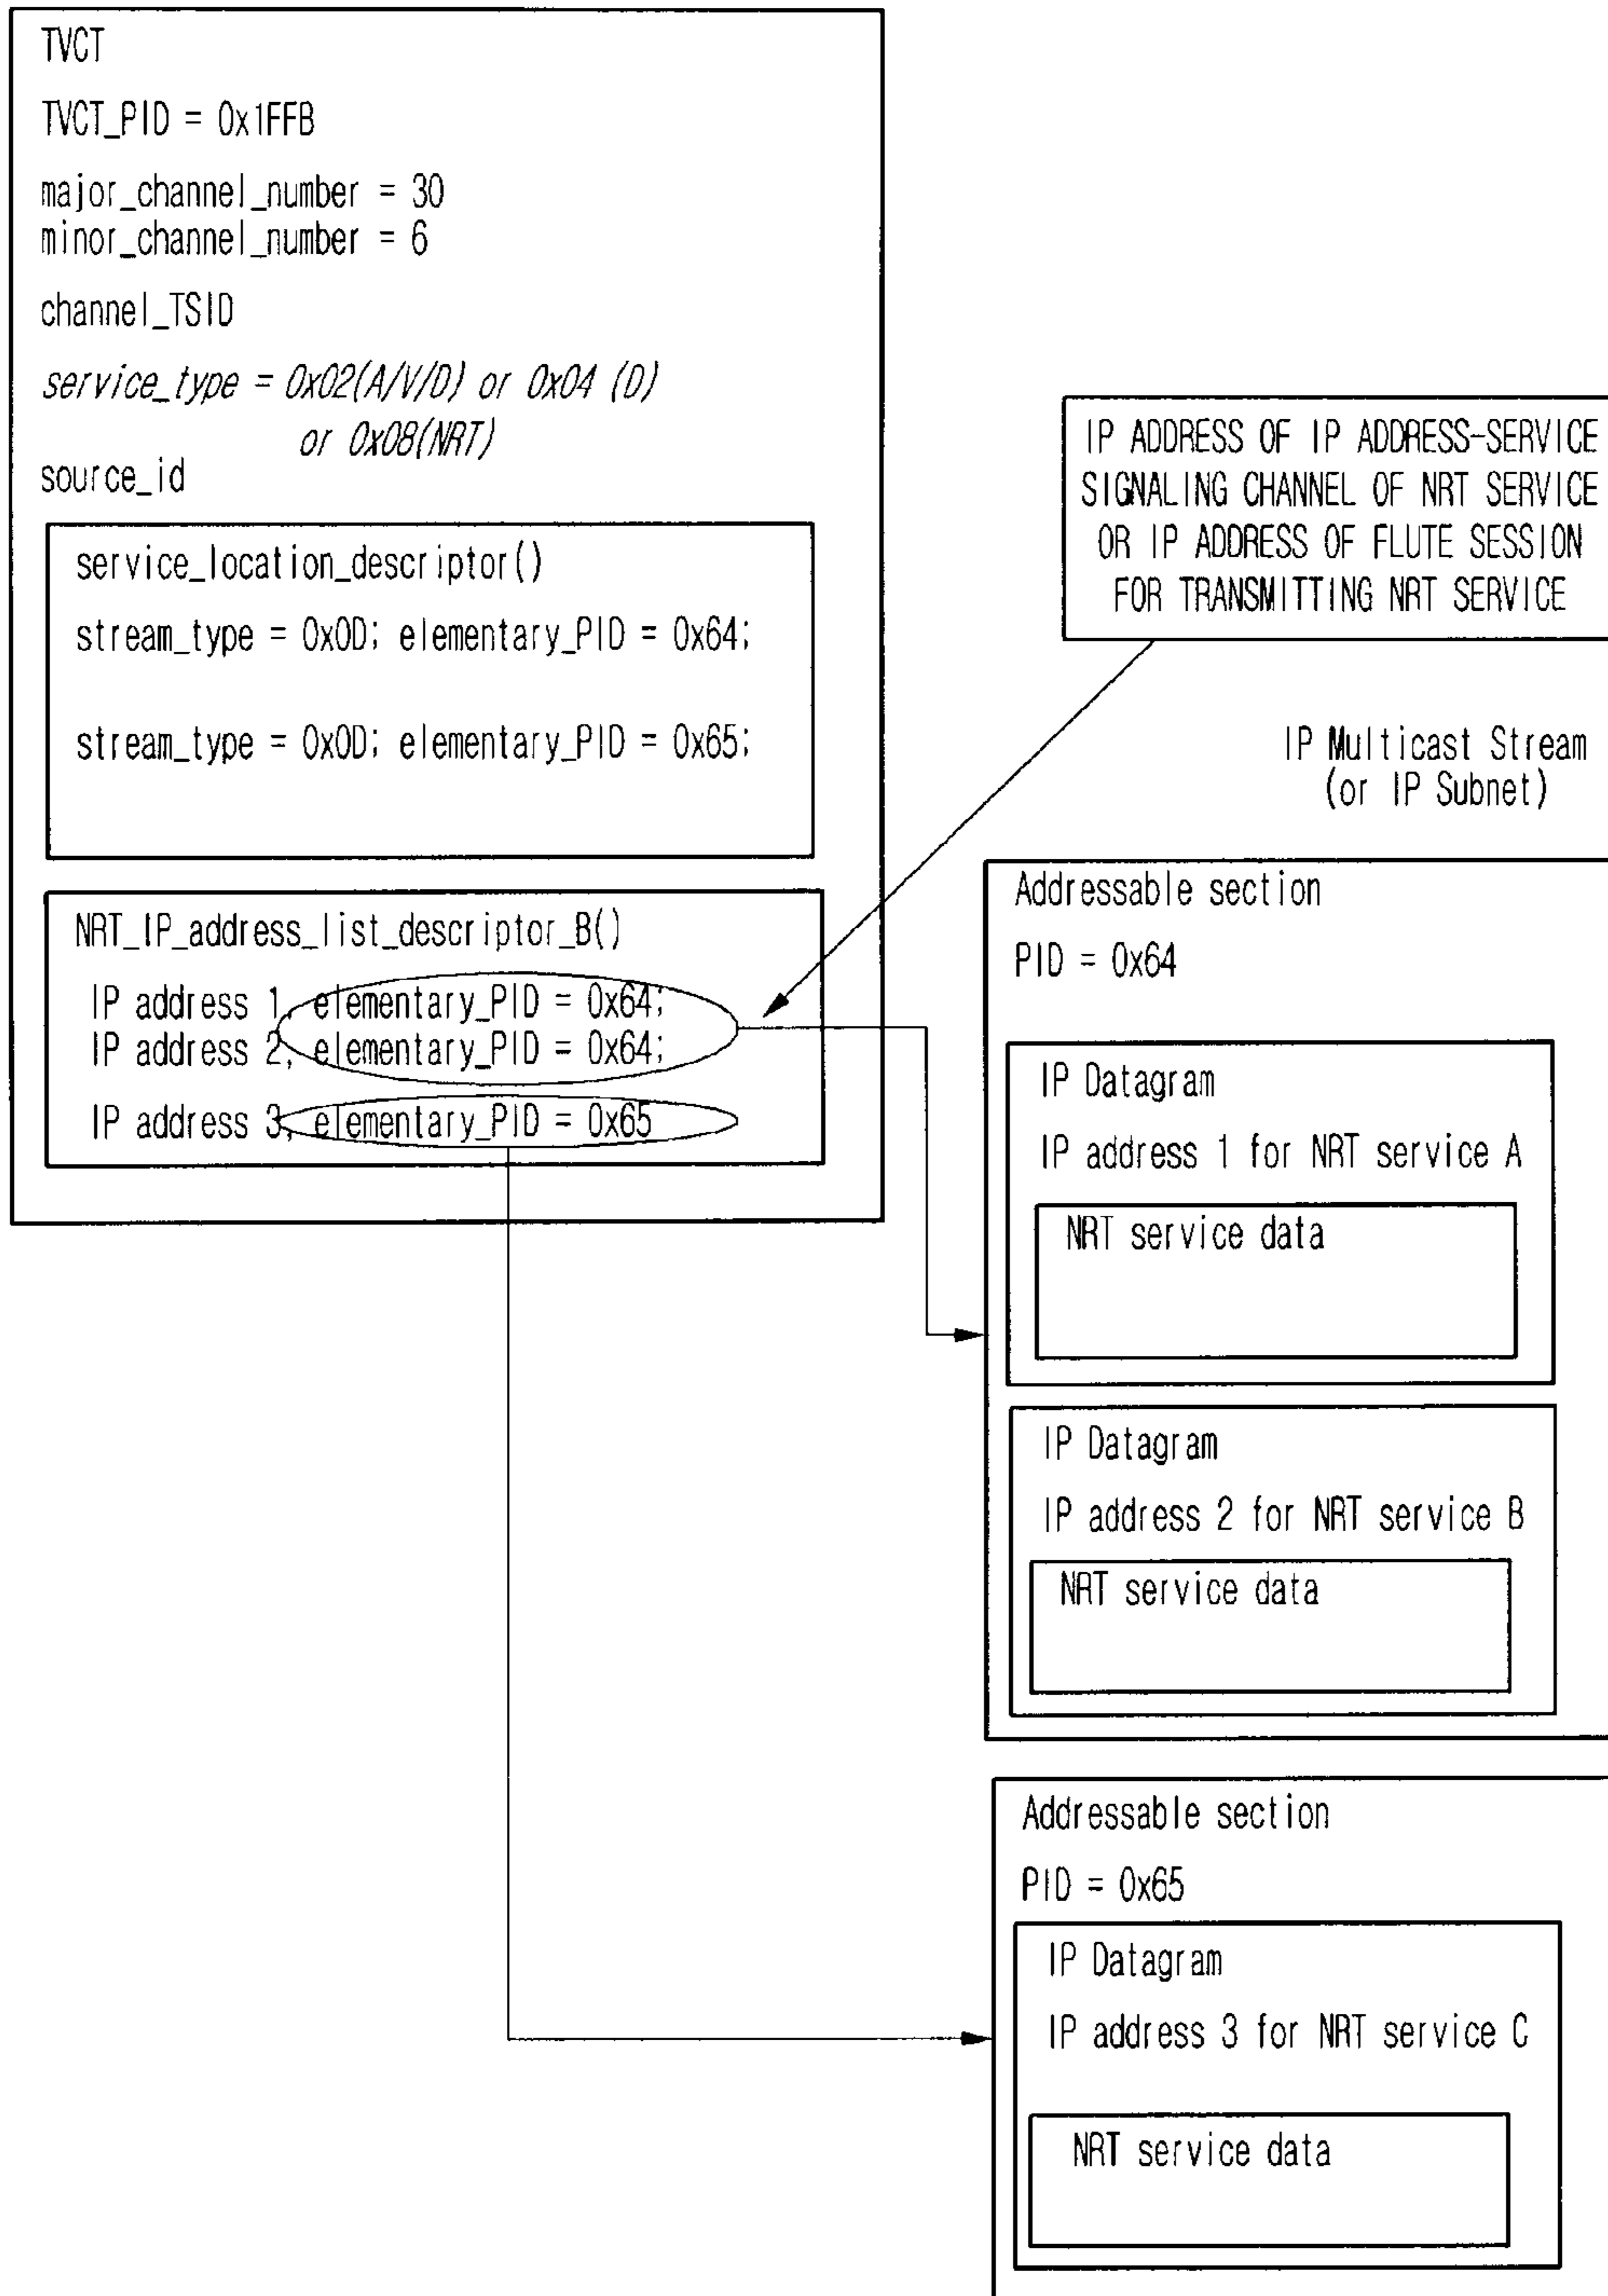 TVCT
TVCT_PID = 0x1FFB
major_channel_number = 30
minor_channel_number = 6
channel_TSID
service_type = 0x02(A/V/D) or 0x04 (D)
or 0x08(NRT)
source_id
service_location_descriptor()
stream_type = 0x0D; elementary_PID = 0x64;
stream_type = 0x0D; elementary_PID = 0x65;
NRT_IP_address_list_descriptor_B()
IP address 1, elementary_PID = 0x64;
IP address 2, elementary_PID = 0x64;
IP address 3, elementary_PID = 0x65
IP ADDRESS OF IP ADDRESS-SERVICE
SIGNALING CHANNEL OF NRT SERVICE
OR IP ADDRESS OF FLUTE SESSION
FOR TRANSMITTING NRT SERVICE
IP Multicast Stream
(or IP Subnet)
Addressable section
PID = 0x64
IP Datagram
IP address 1 for NRT service A
NRT service data
IP Datagram
IP address 2 for NRT service B
NRT service data
Addressable section
PID = 0x65
IP Datagram
IP address 3 for NRT service C
NRT service data